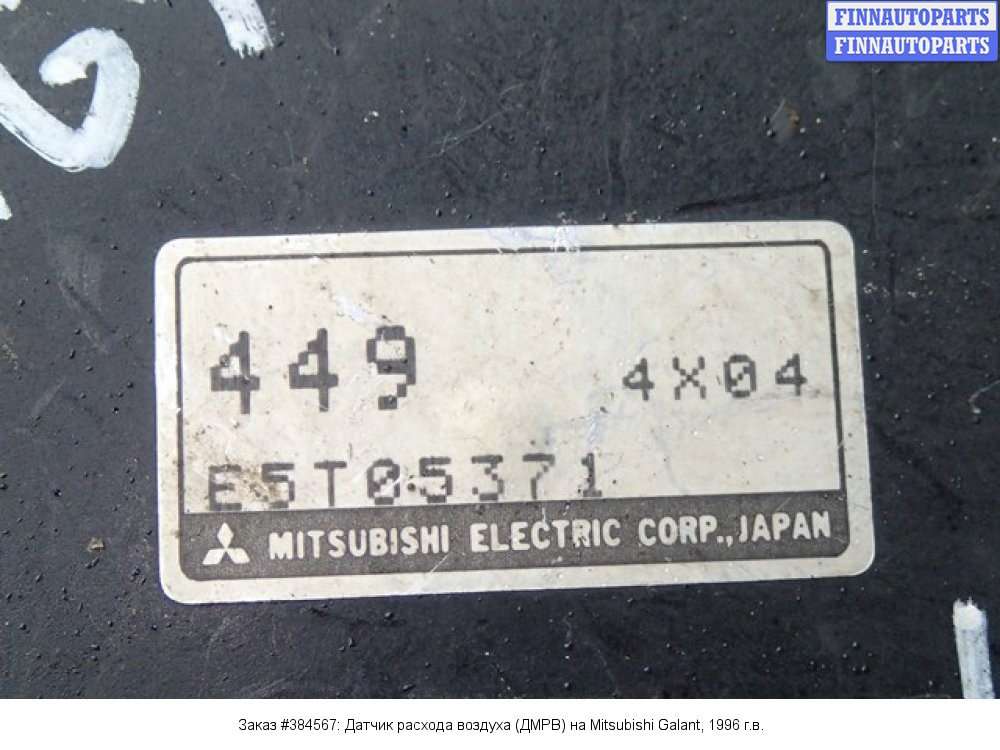 FINNAUTOPARTS
FINNAUTOPARTS
449 4X04
E5T05371
MITSUBISHI ELECTRIC CORP., JAPAN
Заказ #384567: Датчик расхода воздуха (ДМРВ) на Mitsubishi Galant, 1996 г.в.